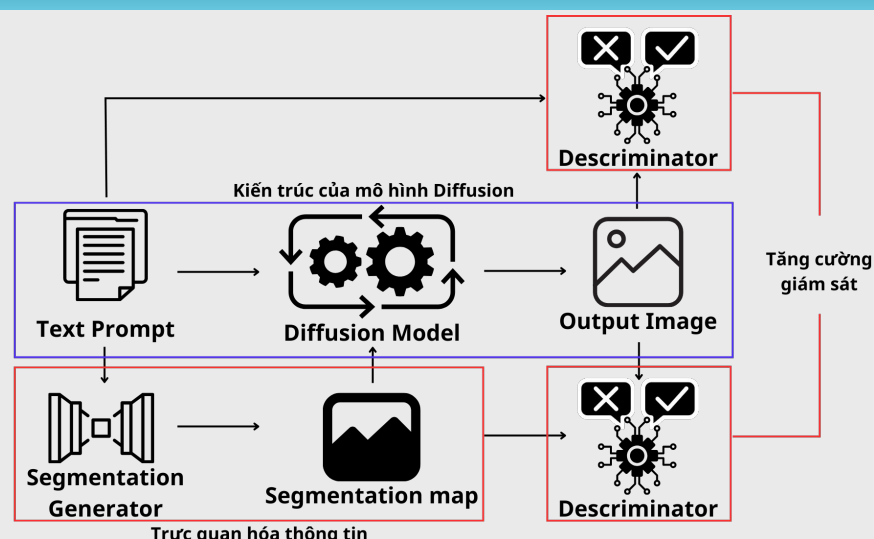 Descriminator
Kiến trúc của mô hình Diffusion
Text Prompt
Diffusion Model
Output Image
Tăng cường
giám sát
Segmentation
Generator
Segmentation map
Descriminator
Trực quan hóa thông tin